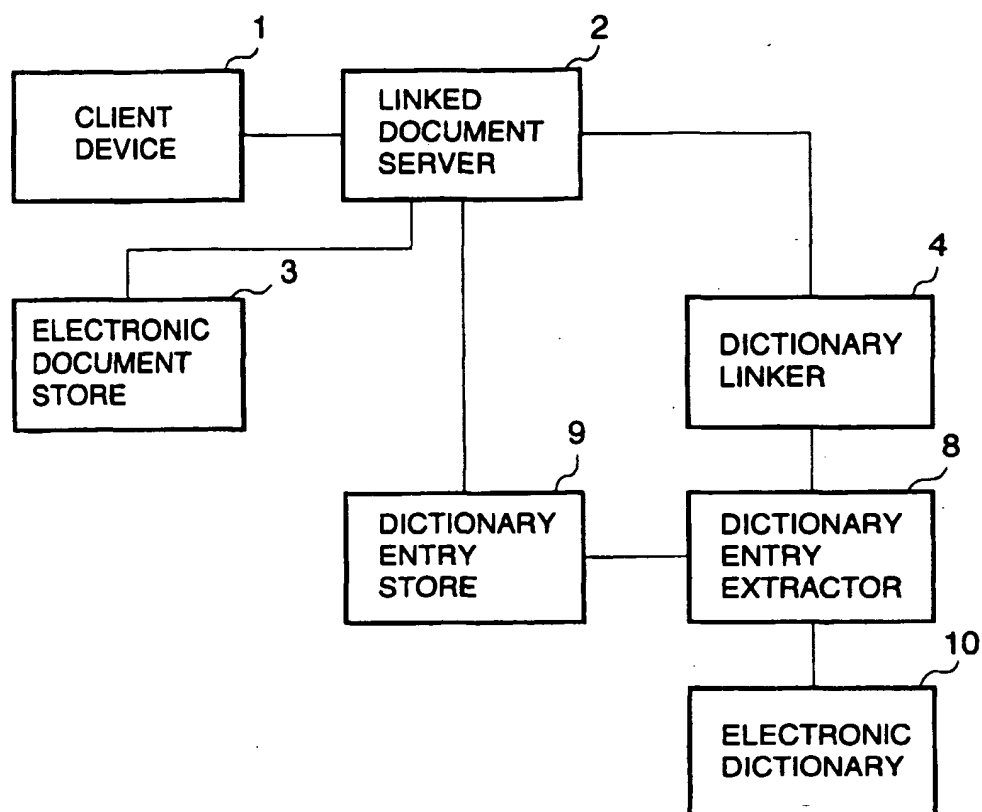 1
CLIENT
DEVICE
2
LINKED
DOCUMENT
SERVER
3
ELECTRONIC
DOCUMENT
STORE
4
DICTIONARY
LINKER
9
DICTIONARY
ENTRY
STORE
8
DICTIONARY
ENTRY
EXTRACTOR
10
ELECTRONIC
DICTIONARY